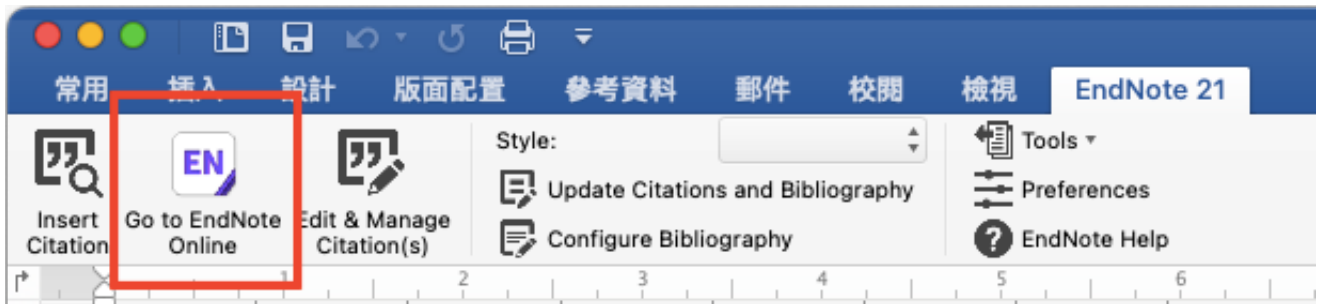 常用 插入 設計 版面配置 參考資料 郵件 校閱 檢視 EndNote 21
Insert Citation
EN
Go to EndNote Online
Edit & Manage Citation(s)
Style:
Update Citations and Bibliography
Configure Bibliography
Tools
Preferences
EndNote Help
1 2 3 4 5 6